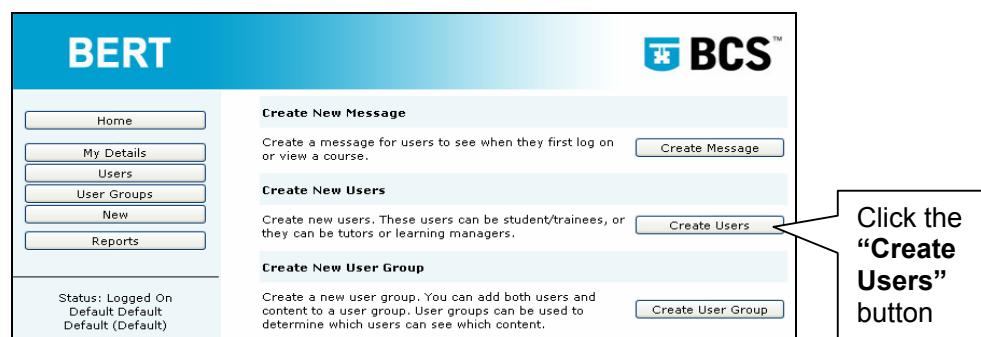 BERT
BCS™
Home
My Details
Users
User Groups
New
Reports
Status: Logged On
Default Default
Default (Default)
Create New Message
Create a message for users to see when they first log on
or view a course.
Create Message
Create New Users
Create new users. These users can be student/trainees, or
they can be tutors or learning managers.
Create Users
Create New User Group
Create a new user group. You can add both users and
content to a user group. User groups can be used to
determine which users can see which content.
Create User Group
Click the
“Create
Users”
button